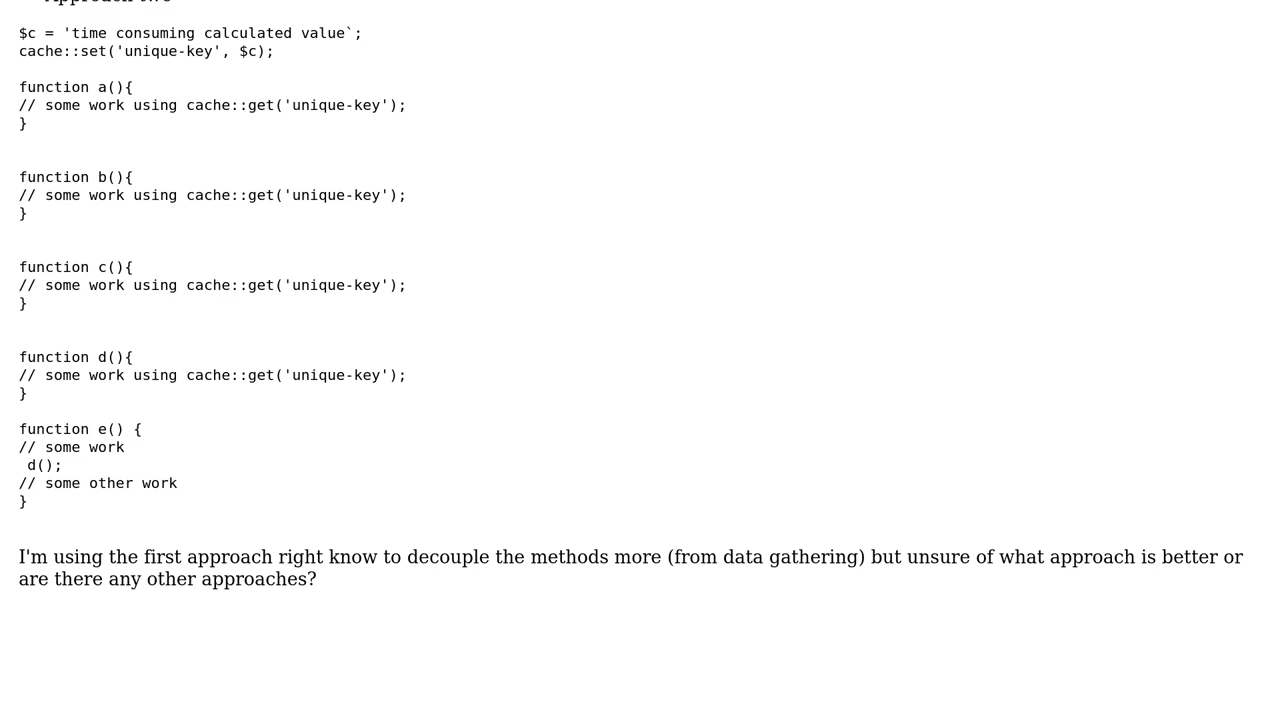 Approach two
$c = 'time consuming calculated value`;
cache::set('unique-key', $c);
function a(){
// some work using cache::get('unique-key');
}
function b(){
// some work using cache::get('unique-key');
}
function c(){
// some work using cache::get('unique-key');
}
function d(){
// some work using cache::get('unique-key');
}
function e() {
// some work
 d();
// some other work
}
I'm using the first approach right know to decouple the methods more (from data gathering) but unsure of what approach is better or
are there any other approaches?